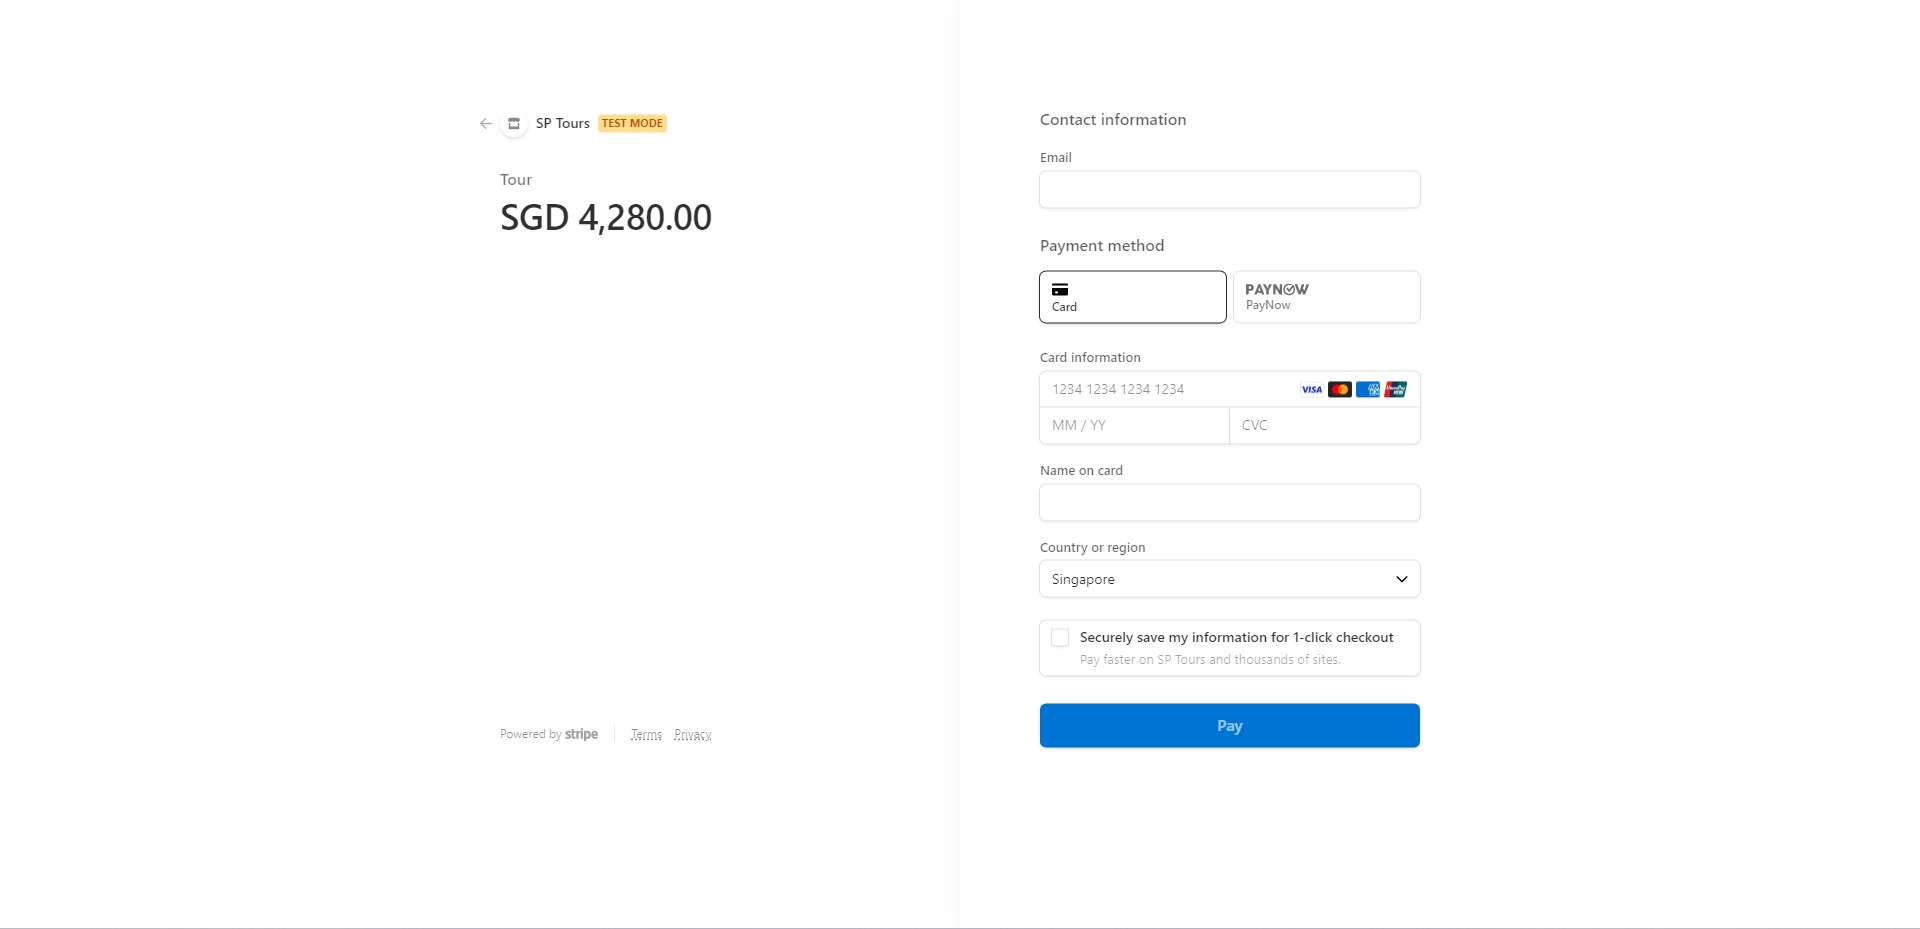 SP Tours TEST MODE
Tour
SGD 4,280.00
Powered by stripe Terms Privacy
Contact information
Email
Payment method
Card
PAYNOW
PayNow
Card information
1234 1234 1234 1234 VISA
MM / YY CVC
Name on card
Country or region
Singapore
Securely save my information for 1-click checkout
Pay faster on SP Tours and thousands of sites.
Pay